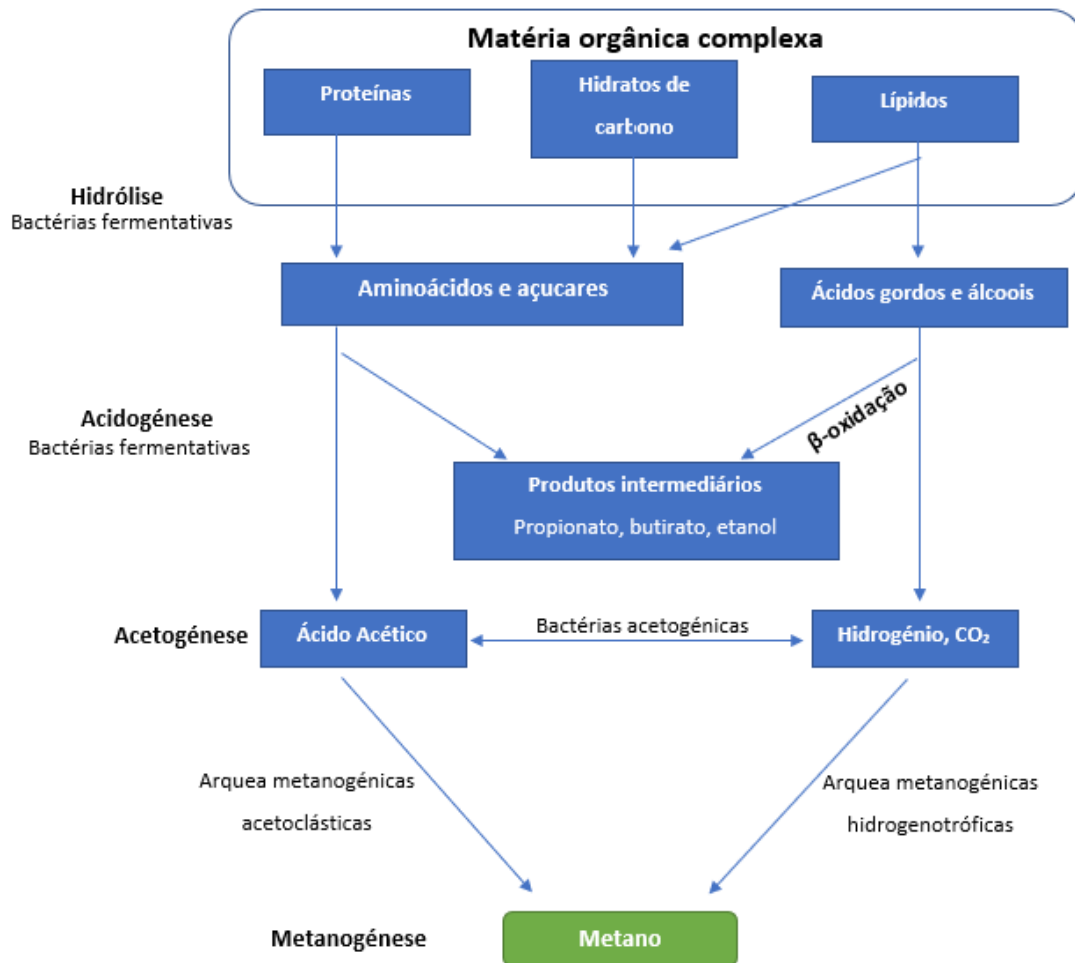 Matéria orgânica complexa
Proteínas
Hidratos de
carbono
Lípidos
Hidrólise
Bactérias fermentativas
Aminoácidos e açucares
Ácidos gordos e álcoois
Acidogénese
Bactérias fermentativas
β-oxidação
Produtos intermediários
Propionato, butirato, etanol
Acetogénese
Ácido Acético
Bactérias acetogénicas
Hidrogénio, CO₂
Arquea metanogénicas
acetoclásticas
Arquea metanogénicas
hidrogenotróficas
Metanogénese
Metano